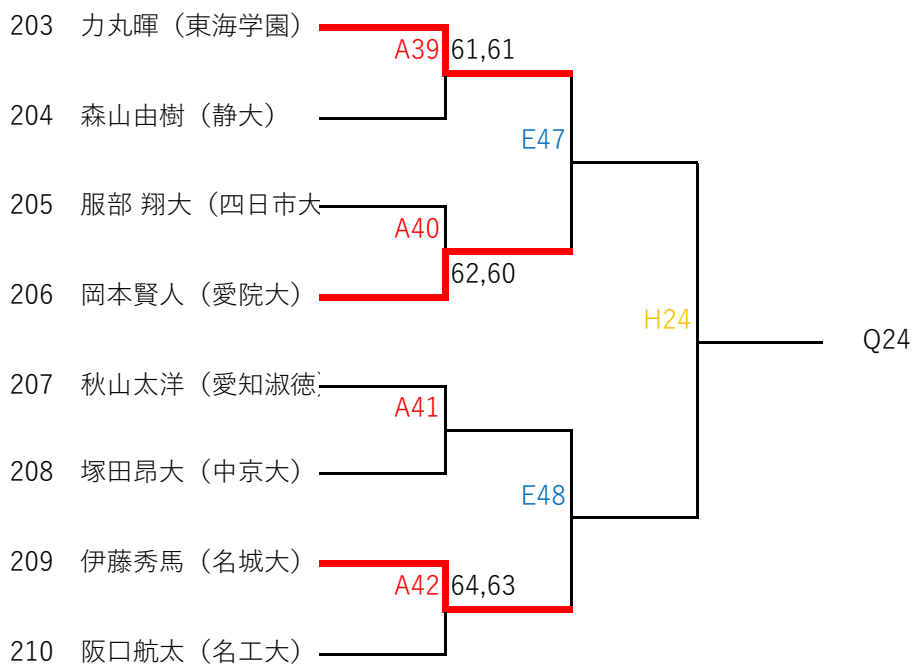 203 力丸暉（東海学園）
A39 61,61
204 森山由樹（静大）
E47
205 服部 翔大（四日市大
A40
62,60
206 岡本賢人（愛院大）
H24
Q24
207 秋山太洋（愛知淑徳）
A41
208 塚田昂大（中京大）
E48
209 伊藤秀馬（名城大）
A42 64,63
210 阪口航太（名工大）